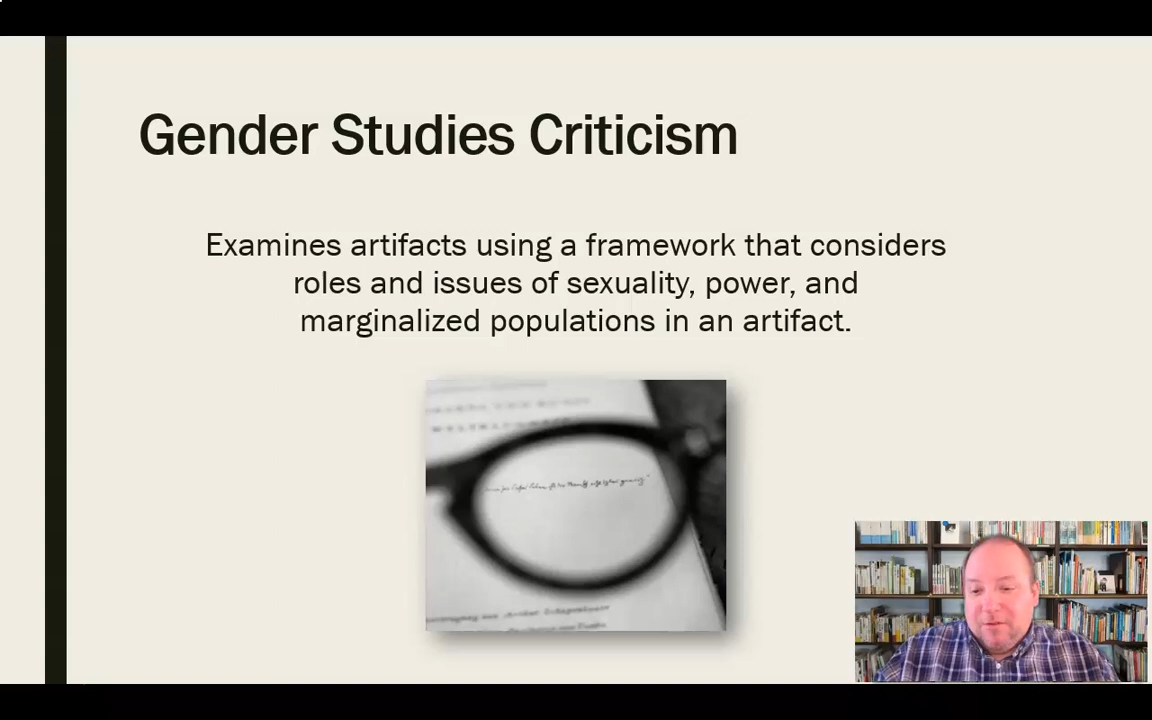 Gender Studies Criticism
Examines artifacts using a framework that considers
roles and issues of sexuality, power, and
marginalized populations in an artifact.